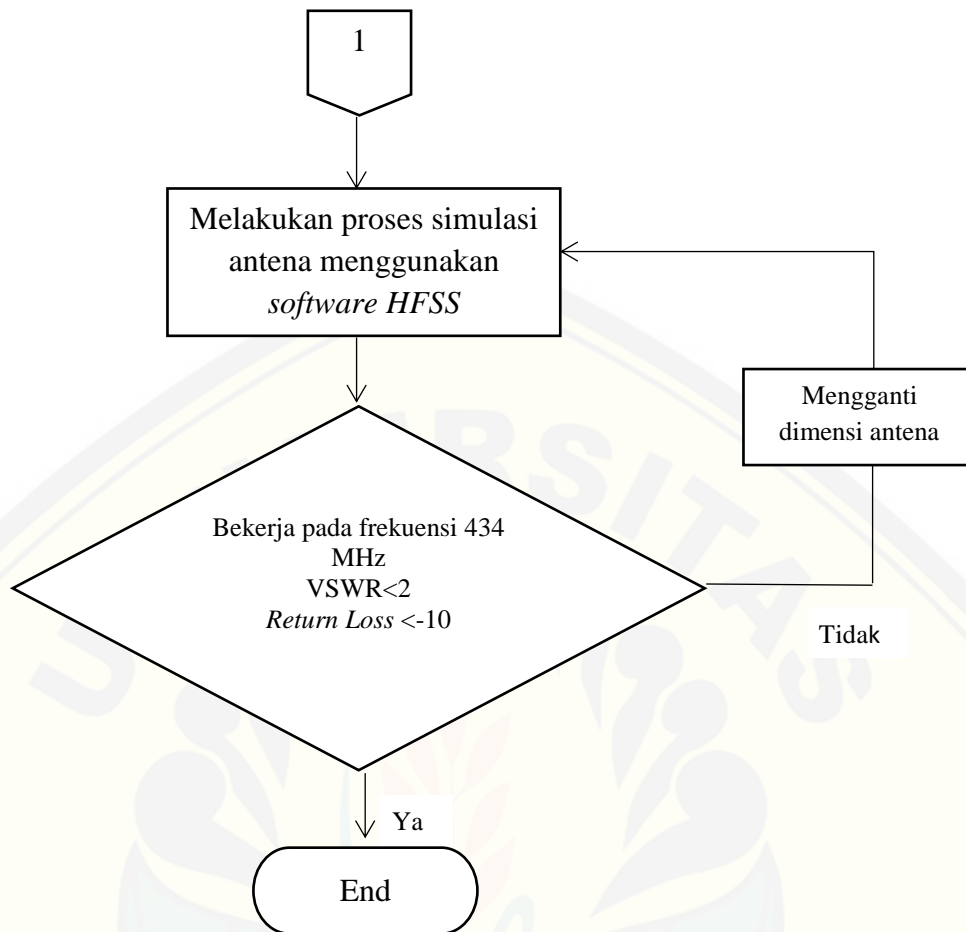 1
Melakukan proses simulasi
antena menggunakan
software HFSS
Mengganti
dimensi antena
Bekerja pada frekuensi 434
MHz
VSWR<2
Return Loss <-10
Tidak
Ya
End